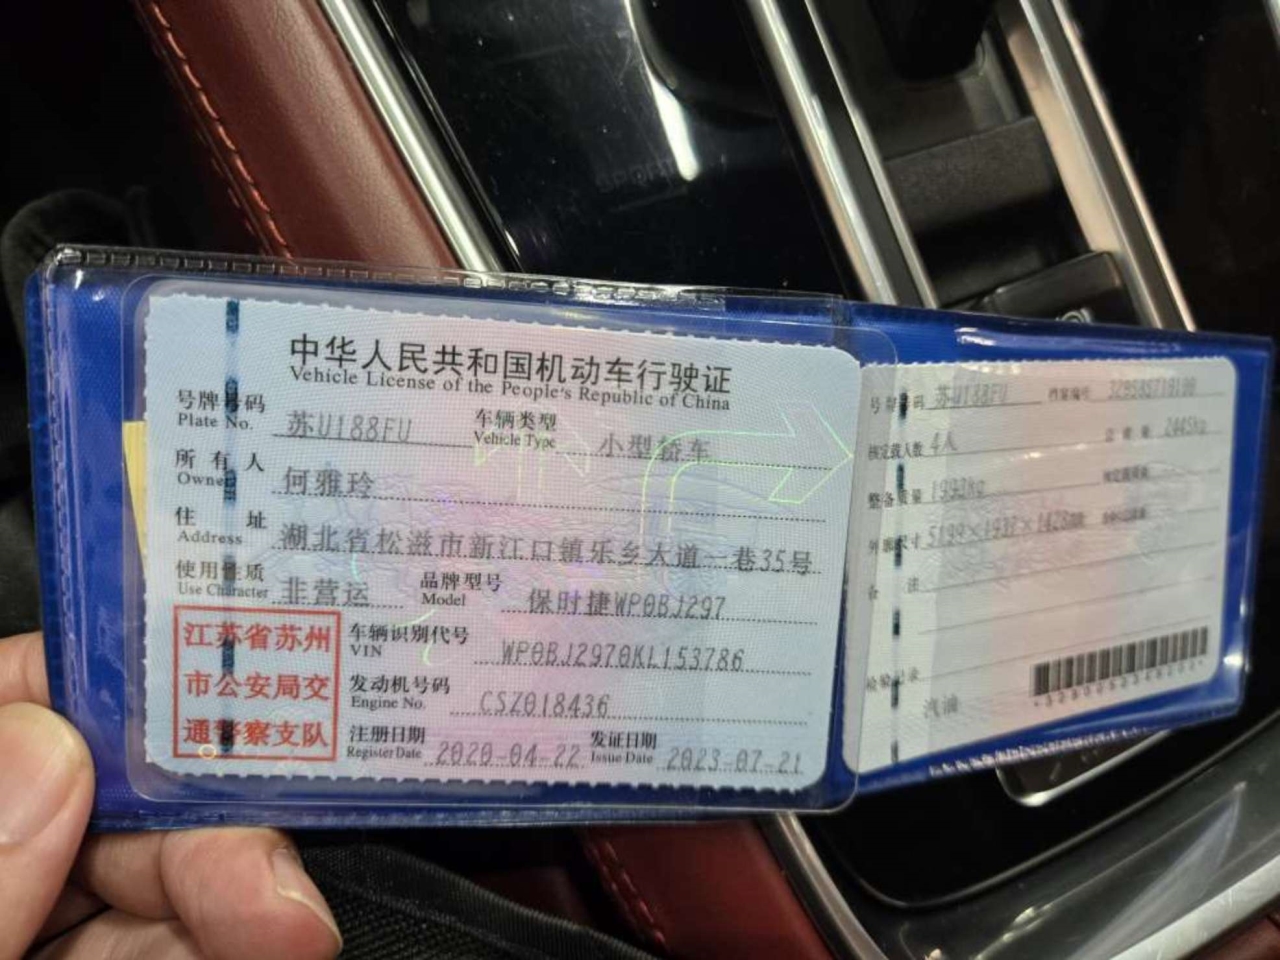 中华人民共和国机动车行驶证
Vehicle License of the People's Republic of China
号牌号码 苏U188FU 车辆类型 小型轿车
Plate No. Vehicle Type
所有人 何雅玲
Owner
住址 湖北省松滋市新江口镇乐乡大道一巷35号
Address
使用性质 非营运 品牌型号 保时捷WP0BJ297
Use Character Model
江苏省苏州
市公安局交
通警察支队
车辆识别代号 WP0BJ2970KL153786
VIN
发动机号码 CSZ018436
Engine No.
注册日期 2020-04-22 发证日期 2023-07-21
Register Date Issue Date
号牌号码 苏U188FU 档案编号
核定载人数 4人 总质量 2445kg
整备质量 1993kg
外廓尺寸 5199×1937×1428
备注
检验记录
汽油